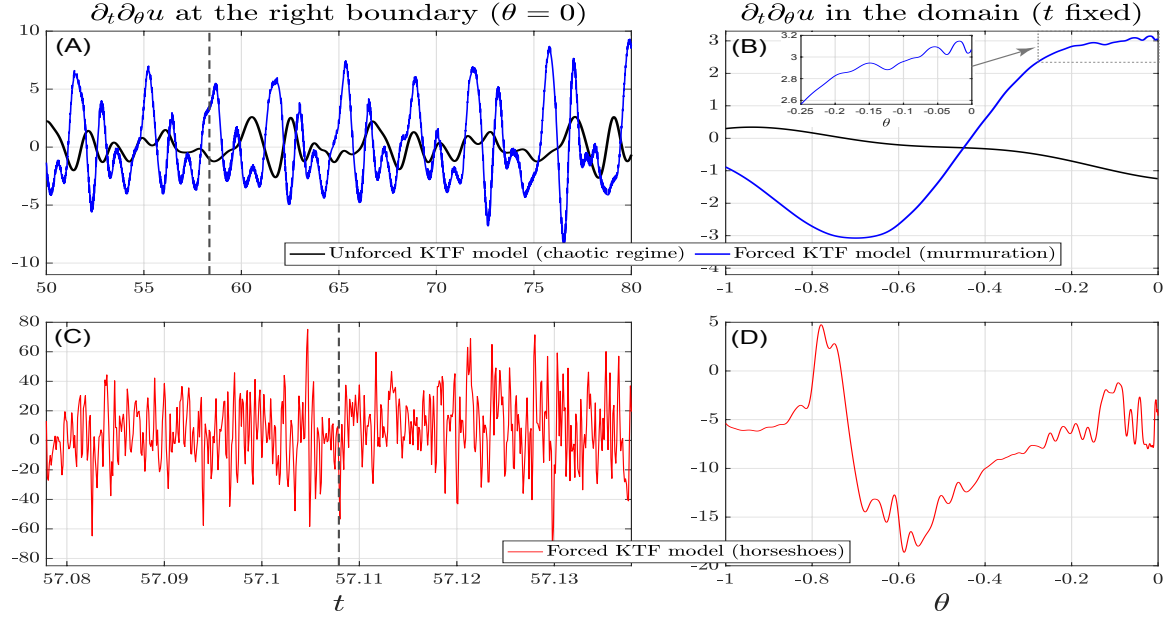 ∂ₜ∂_θu at the right boundary (θ = 0)
∂ₜ∂_θu in the domain (t fixed)
(A)
10
5
0
-5
-10
50 55 60 65 70 75 80
(B)
3
2
1
0
-1
-2
-3
-4
-1 -0.8 -0.6 -0.4 -0.2 0
3.2
3
2.8
2.6
-0.25 -0.2 -0.15 -0.1 -0.05 0
θ
Unforced KTF model (chaotic regime) Forced KTF model (murmuration)
(C)
80
60
40
20
0
-20
-40
-60
-80
57.08 57.09 57.1 57.11 57.12 57.13
t
(D)
5
0
-5
-10
-15
-20
-1 -0.8 -0.6 -0.4 -0.2 0
θ
Forced KTF model (horseshoes)